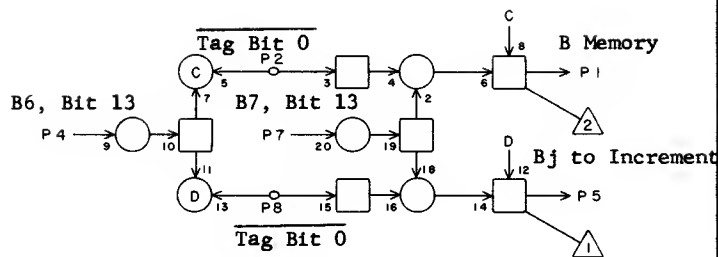 Tag Bit 0
C
B Memory
P2
8
C
5
3
4
6
P1
7
2
B6, Bit 13
B7, Bit 13
2
P4
P7
9
10
20
19
D
Bj to Increment
11
18
12
D
13
P8
15
16
14
P5
Tag Bit 0
1